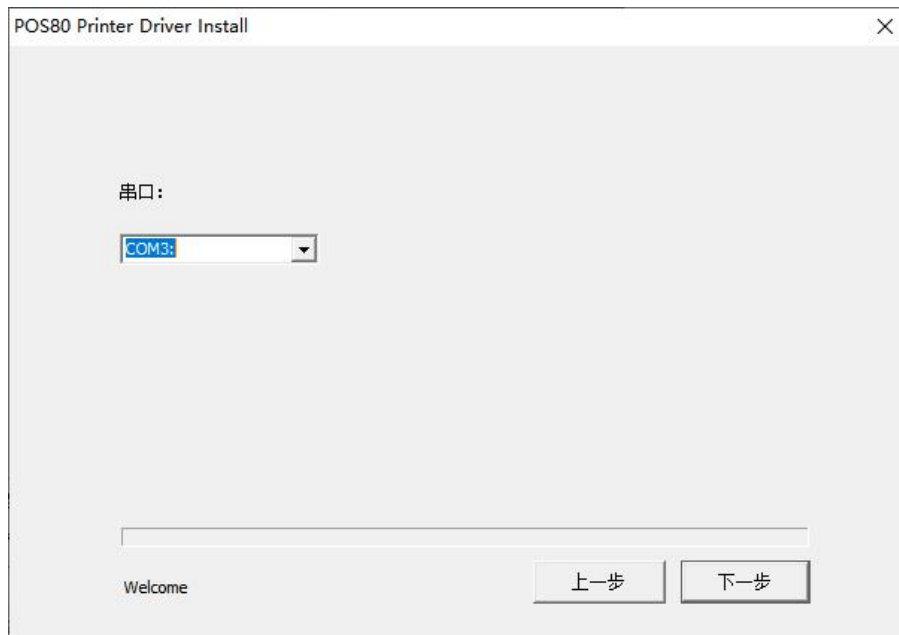 POS80 Printer Driver Install
串口：
COM3:
Welcome
上一步
下一步